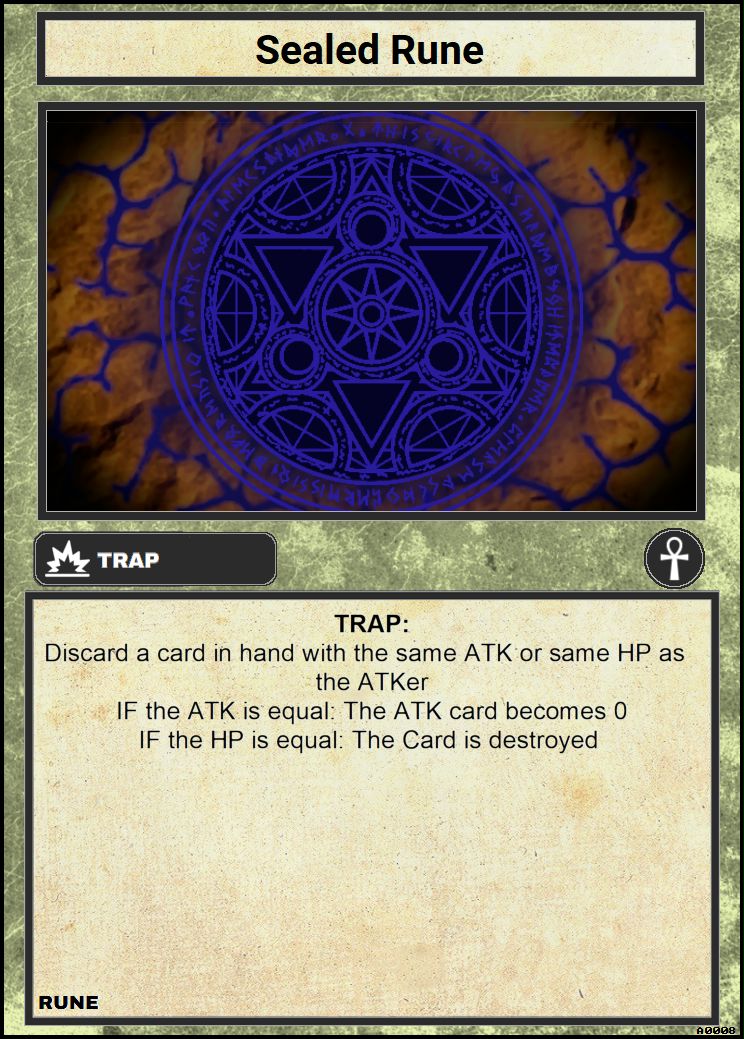 Sealed Rune
TRAP
TRAP:
Discard a card in hand with the same ATK or same HP as
the ATKer
IF the ATK is equal: The ATK card becomes 0
IF the HP is equal: The Card is destroyed
RUNE
A0008